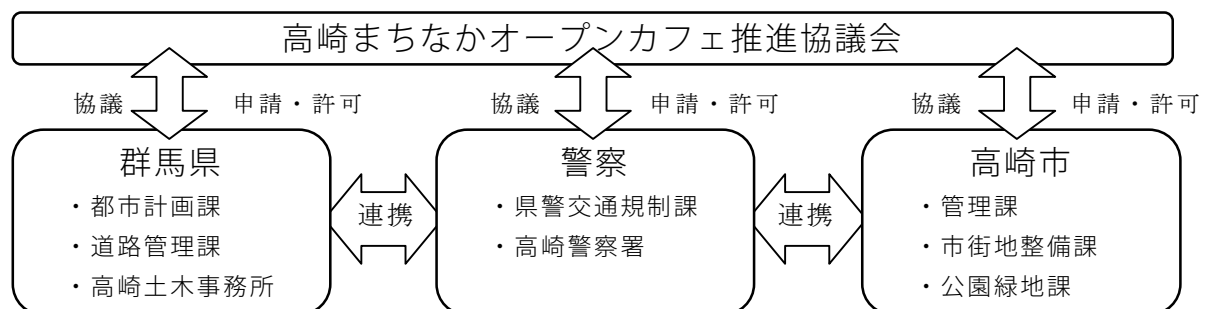 高崎まちなかオープンカフェ推進協議会
協議 申請・許可 協議 申請・許可 協議 申請・許可
群馬県
・都市計画課
・道路管理課
・高崎土木事務所
連携
警察
・県警交通規制課
・高崎警察署
連携
高崎市
・管理課
・市街地整備課
・公園緑地課